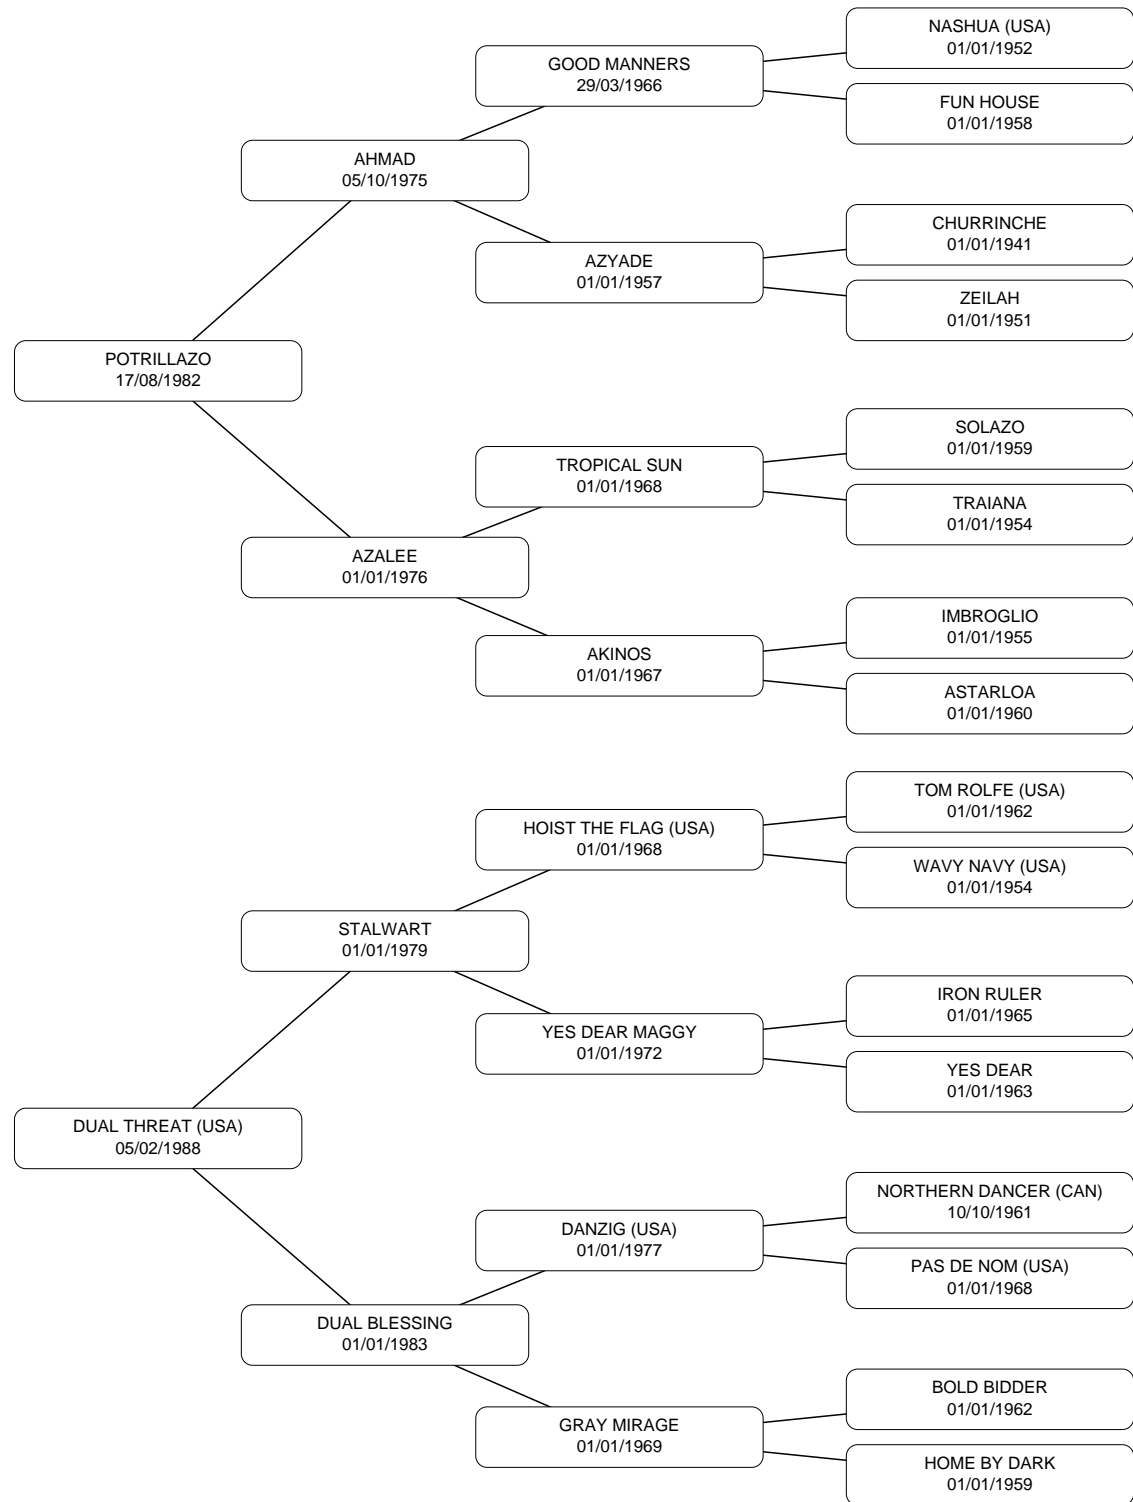 NASHUA (USA)
01/01/1952
GOOD MANNERS
29/03/1966
FUN HOUSE
01/01/1958
AHMAD
05/10/1975
CHURRINCHE
01/01/1941
AZYADE
01/01/1957
ZEILAH
01/01/1951
POTRILLAZO
17/08/1982
SOLAZO
01/01/1959
TROPICAL SUN
01/01/1968
TRAIANA
01/01/1954
AZALEE
01/01/1976
IMBROGLIO
01/01/1955
AKINOS
01/01/1967
ASTARLOA
01/01/1960
TOM ROLFE (USA)
01/01/1962
HOIST THE FLAG (USA)
01/01/1968
WAVY NAVY (USA)
01/01/1954
STALWART
01/01/1979
IRON RULER
01/01/1965
YES DEAR MAGGY
01/01/1972
YES DEAR
01/01/1963
DUAL THREAT (USA)
05/02/1988
NORTHERN DANCER (CAN)
10/10/1961
DANZIG (USA)
01/01/1977
PAS DE NOM (USA)
01/01/1968
DUAL BLESSING
01/01/1983
BOLD BIDDER
01/01/1962
GRAY MIRAGE
01/01/1969
HOME BY DARK
01/01/1959